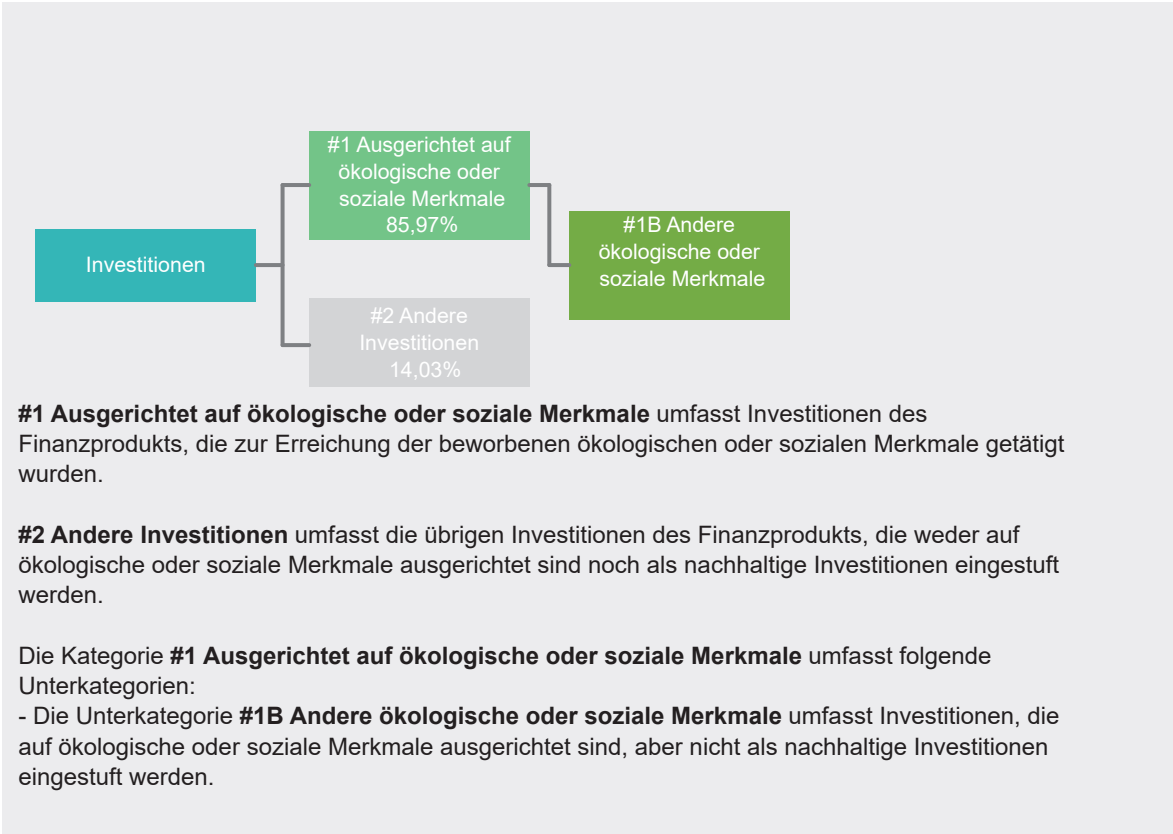 #1 Ausgerichtet auf
ökologische oder
soziale Merkmale
85,97%
Investitionen
#1B Andere
ökologische oder
soziale Merkmale
#2 Andere
Investitionen
14,03%
#1 Ausgerichtet auf ökologische oder soziale Merkmale umfasst Investitionen des
Finanzprodukts, die zur Erreichung der beworbenen ökologischen oder sozialen Merkmale getätigt
wurden.
#2 Andere Investitionen umfasst die übrigen Investitionen des Finanzprodukts, die weder auf
ökologische oder soziale Merkmale ausgerichtet sind noch als nachhaltige Investitionen eingestuft
werden.
Die Kategorie #1 Ausgerichtet auf ökologische oder soziale Merkmale umfasst folgende
Unterkategorien:
- Die Unterkategorie #1B Andere ökologische oder soziale Merkmale umfasst Investitionen, die
auf ökologische oder soziale Merkmale ausgerichtet sind, aber nicht als nachhaltige Investitionen
eingestuft werden.